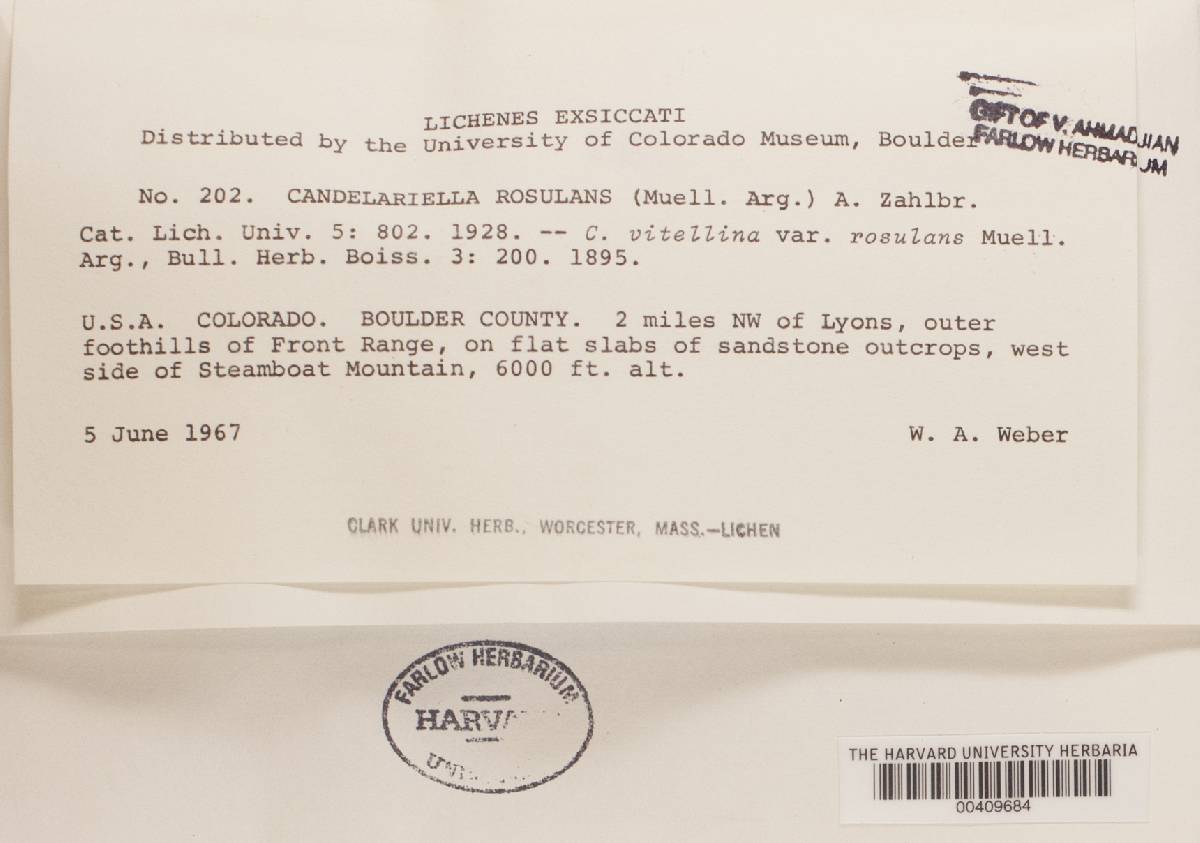 LICHENES EXSICCATI
Distributed by the University of Colorado Museum, Boulder
GIFT OF V. AHMADJIAN
FARLOW HERBARIUM
No. 202. CANDELARIELLA ROSULANS (Muell. Arg.) A. Zahlbr.
Cat. Lich. Univ. 5: 802. 1928. -- C. vitellina var. rosulans Muell.
Arg., Bull. Herb. Boiss. 3: 200. 1895.
U.S.A. COLORADO. BOULDER COUNTY. 2 miles NW of Lyons, outer
foothills of Front Range, on flat slabs of sandstone outcrops, west
side of Steamboat Mountain, 6000 ft. alt.
5 June 1967 W. A. Weber
CLARK UNIV. HERB., WORCESTER, MASS.—LICHEN
FARLOW HERBARIUM
THE HARVARD UNIVERSITY HERBARIA
00409684